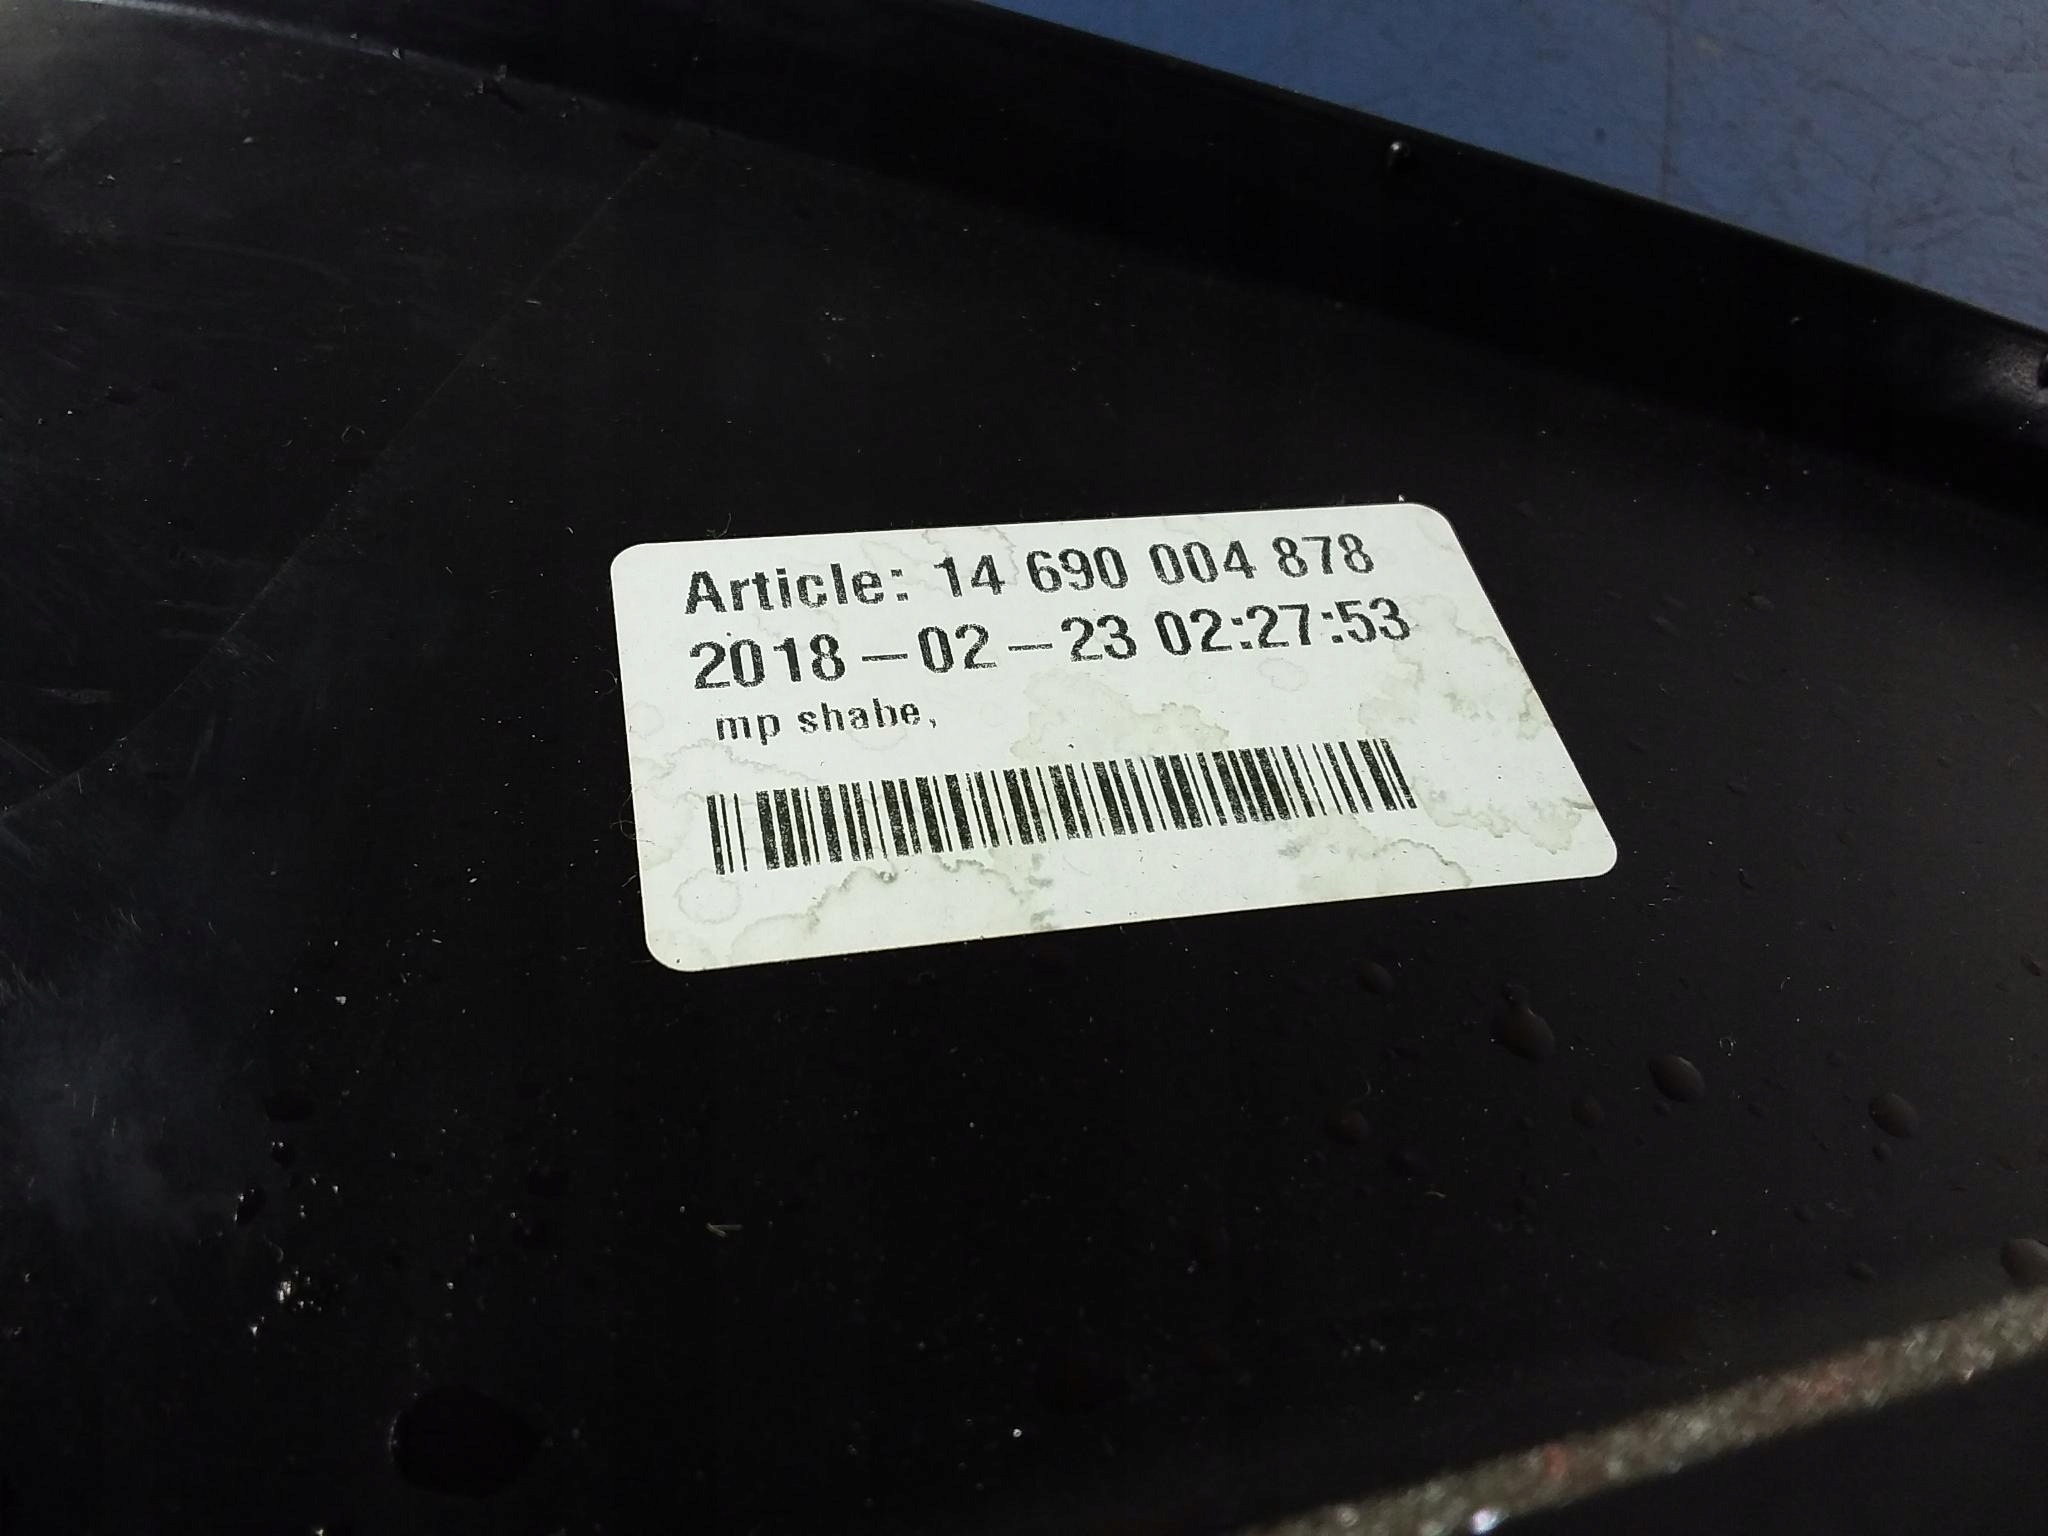 Article: 14 690 004 878
2018-02-23 02:27:53
mp shabe,